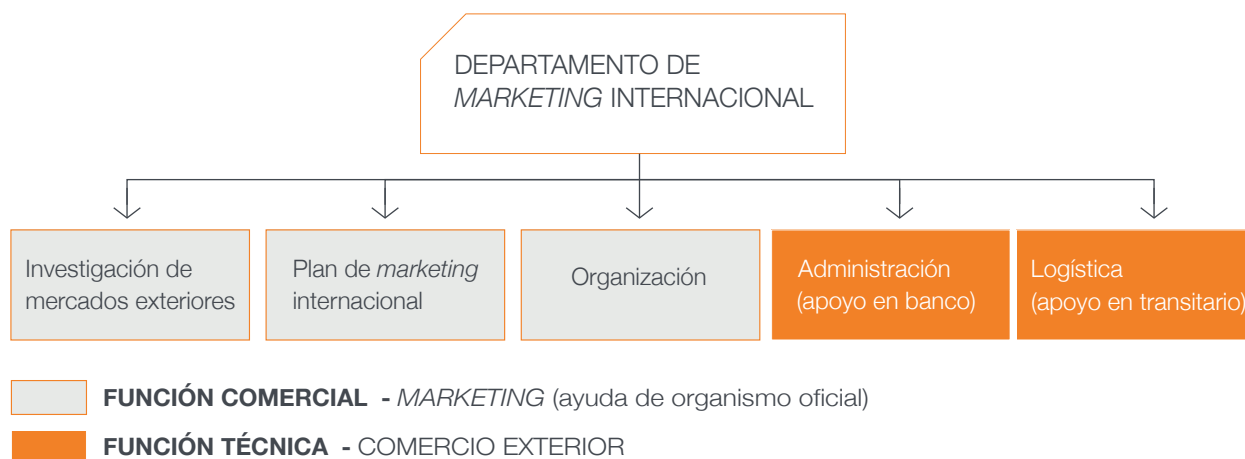 DEPARTAMENTO DE
MARKETING INTERNACIONAL
Investigación de
mercados exteriores
Plan de marketing
internacional
Organización
Administración
(apoyo en banco)
Logística
(apoyo en transitario)
FUNCIÓN COMERCIAL - MARKETING (ayuda de organismo oficial)
FUNCIÓN TÉCNICA - COMERCIO EXTERIOR